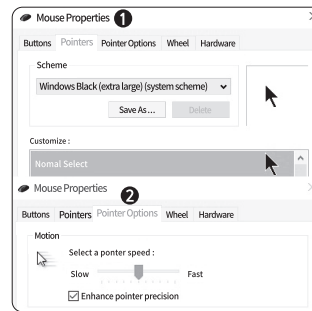 Mouse Properties 1
Buttons Pointers Pointer Options Wheel Hardware
Scheme
Windows Black (extra large) (system scheme)
Save As ... Delete
Customize :
Nomal Select
Mouse Properties
2
Buttons Pointers Pointer Options Wheel Hardware
Motion
Select a ponter speed :
Slow Fast
Enhance pointer precision